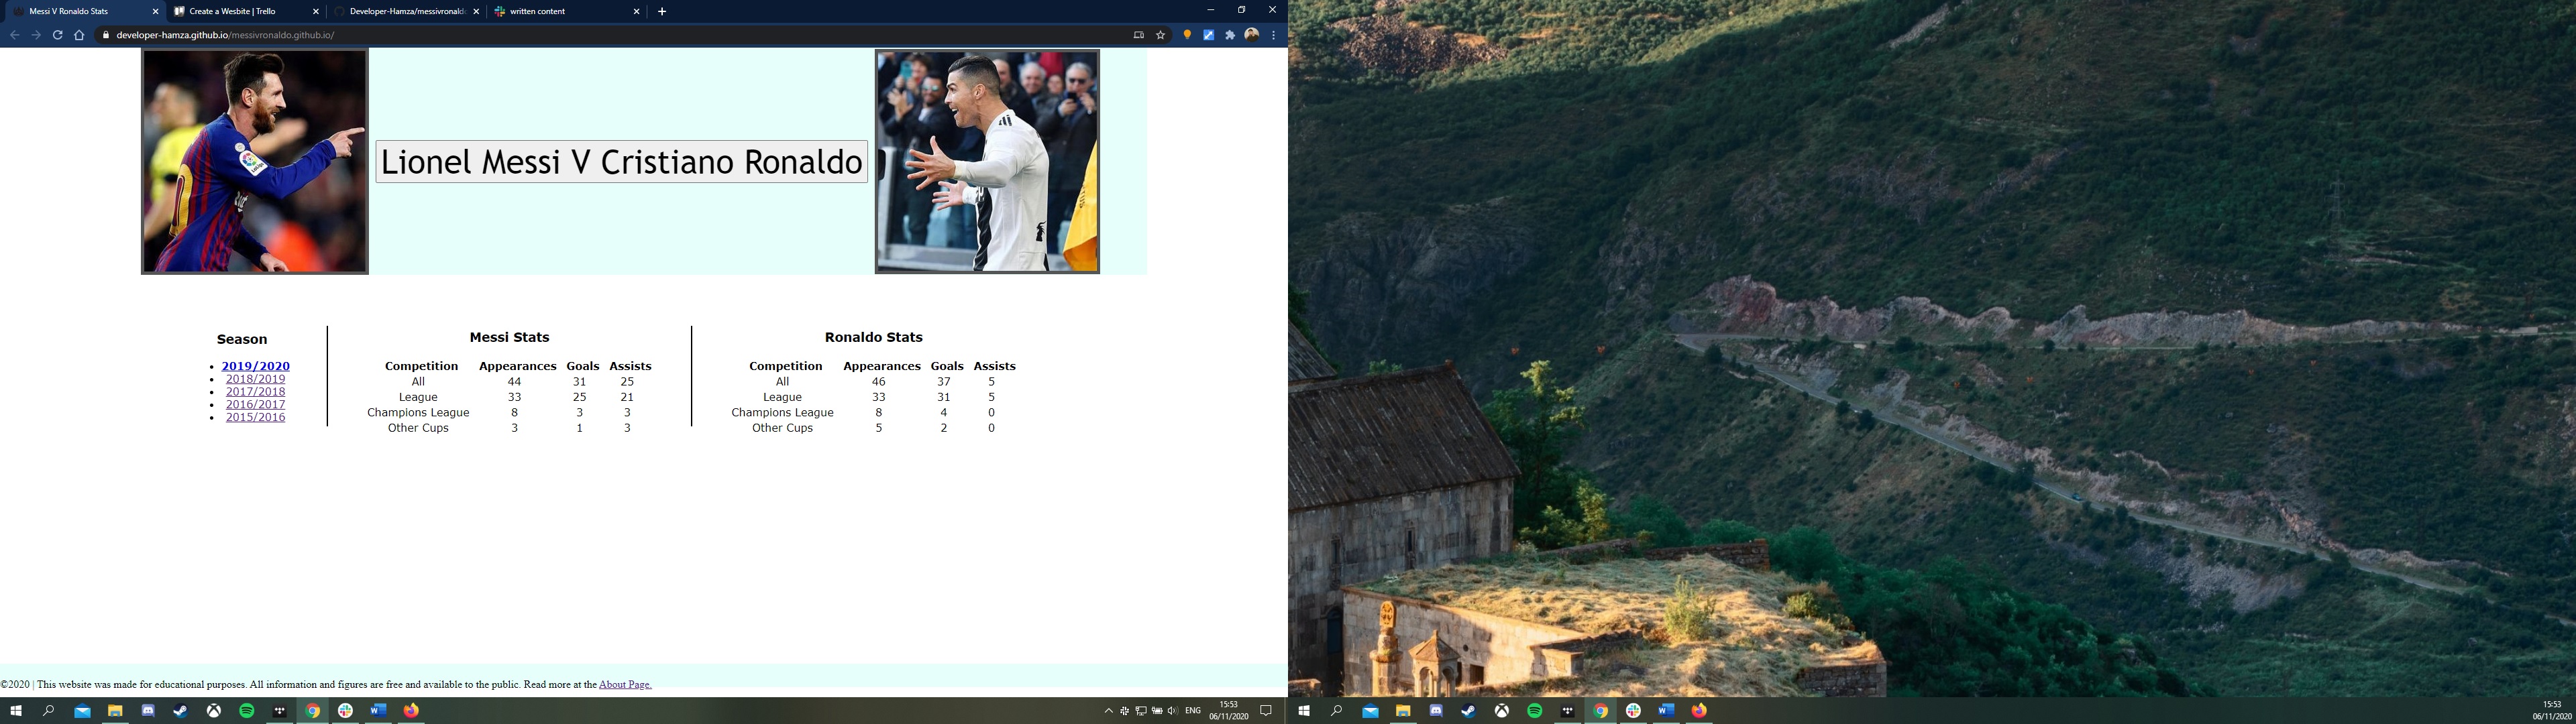 Messi V Ronaldo Stats
Create a Wesbite | Trello
Developer-Hamza/messivronaldo
written content
developer-hamza.github.io/messivronaldo.github.io/
Lionel Messi V Cristiano Ronaldo
Season
2019/2020
2018/2019
2017/2018
2016/2017
2015/2016
Messi Stats
Competition Appearances Goals Assists
All 44 31 25
League 33 25 21
Champions League 8 3 3
Other Cups 3 1 3
Ronaldo Stats
Competition Appearances Goals Assists
All 46 37 5
League 33 31 5
Champions League 8 4 0
Other Cups 5 2 0
©2020 | This website was made for educational purposes. All information and figures are free and available to the public. Read more at the About Page.
ENG
15:53
06/11/2020
15:53
06/11/2020